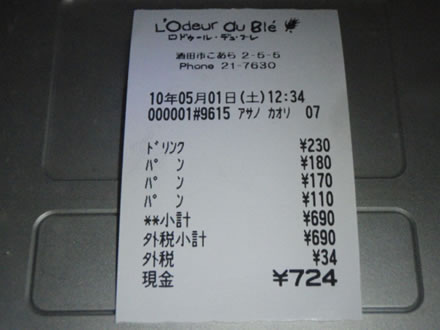 L'Odeur du Blé
ロドゥール・デュ・ブレ
酒田市こあら 2-5-5
Phone 21-7630
10年05月01日(土)12:34
000001#9615 アサノ カオリ 07
ドリンク ¥230
パン ¥180
パン ¥170
パン ¥110
**小計 ¥690
外税小計 ¥690
外税 ¥34
現金 ¥724